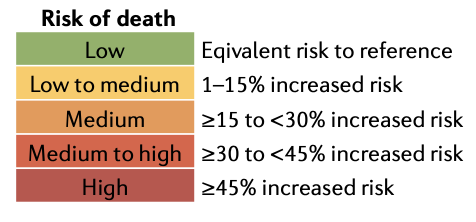 Risk of death
Low Eqivalent risk to reference
Low to medium 1–15% increased risk
Medium ≥15 to <30% increased risk
Medium to high ≥30 to <45% increased risk
High ≥45% increased risk